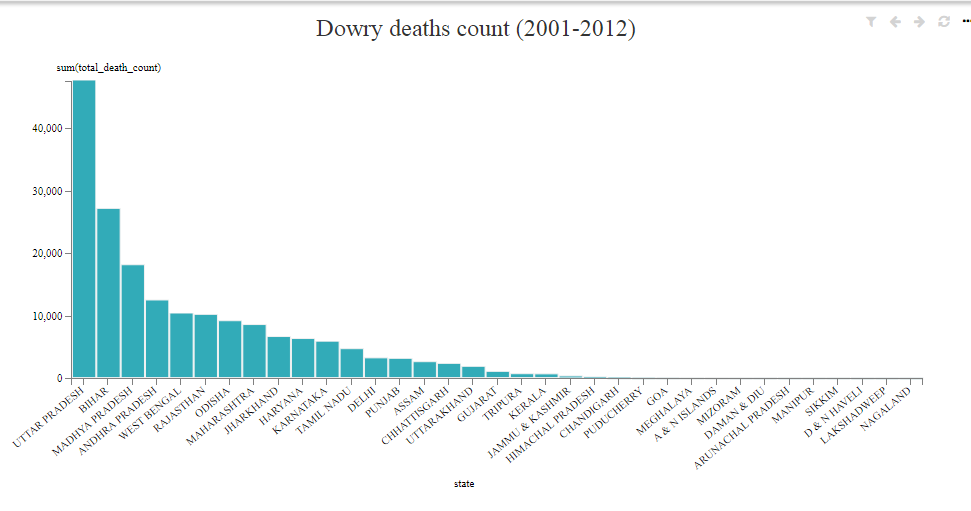 Dowry deaths count (2001-2012)
sum(total_death_count)
40,000
30,000
20,000
10,000
0
UTTAR PRADESH
BIHAR
MADHYA PRADESH
ANDHRA PRADESH
WEST BENGAL
RAJASTHAN
ODISHA
MAHARASHTRA
JHARKHAND
HARYANA
KARNATAKA
TAMIL NADU
DELHI
PUNJAB
ASSAM
CHHATTISGARH
UTTARAKHAND
GUJARAT
TRIPURA
KERALA
JAMMU & KASHMIR
HIMACHAL PRADESH
CHANDIGARH
PUDUCHERRY
GOA
MEGHALAYA
A & N ISLANDS
MIZORAM
DAMAN & DIU
ARUNACHAL PRADESH
MANIPUR
SIKKIM
D & N HAVELI
LAKSHADWEEP
NAGALAND
state